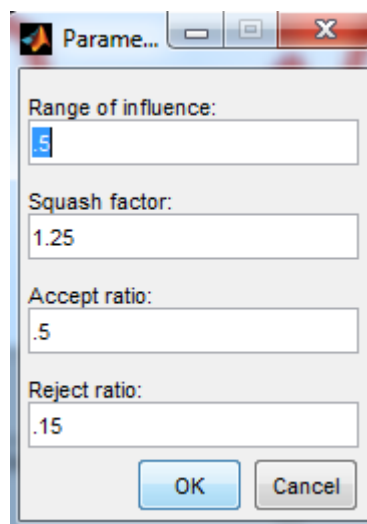 Parame...
Range of influence:
.5
Squash factor:
1.25
Accept ratio:
.5
Reject ratio:
.15
OK Cancel